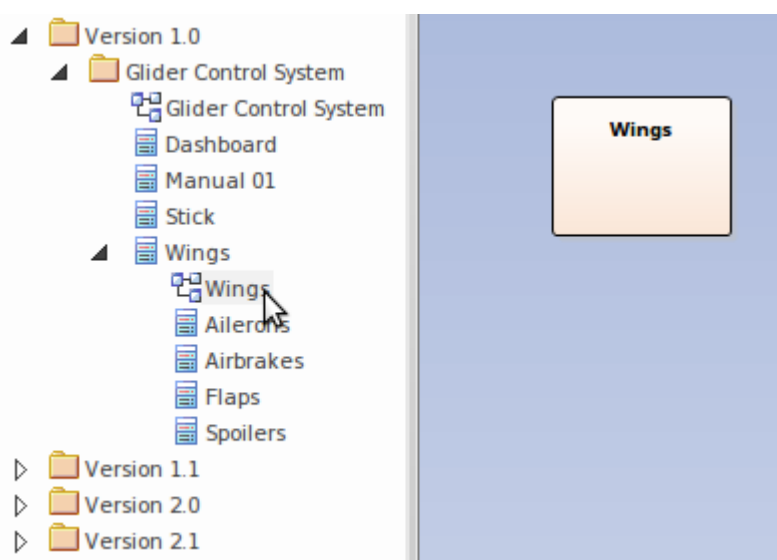 Version 1.0
Glider Control System
Glider Control System
Dashboard
Manual 01
Stick
Wings
Wings
Ailerons
Airbrakes
Flaps
Spoilers
Version 1.1
Version 2.0
Version 2.1
Wings